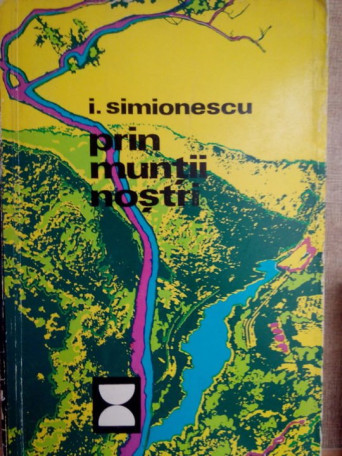 i. simionescu
prin
munții
noștri